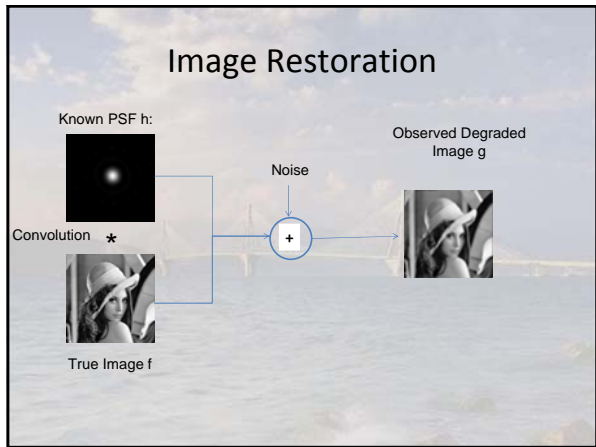 Image Restoration
Known PSF h:
Observed Degraded
Image g
Noise
Convolution *
+
True Image f